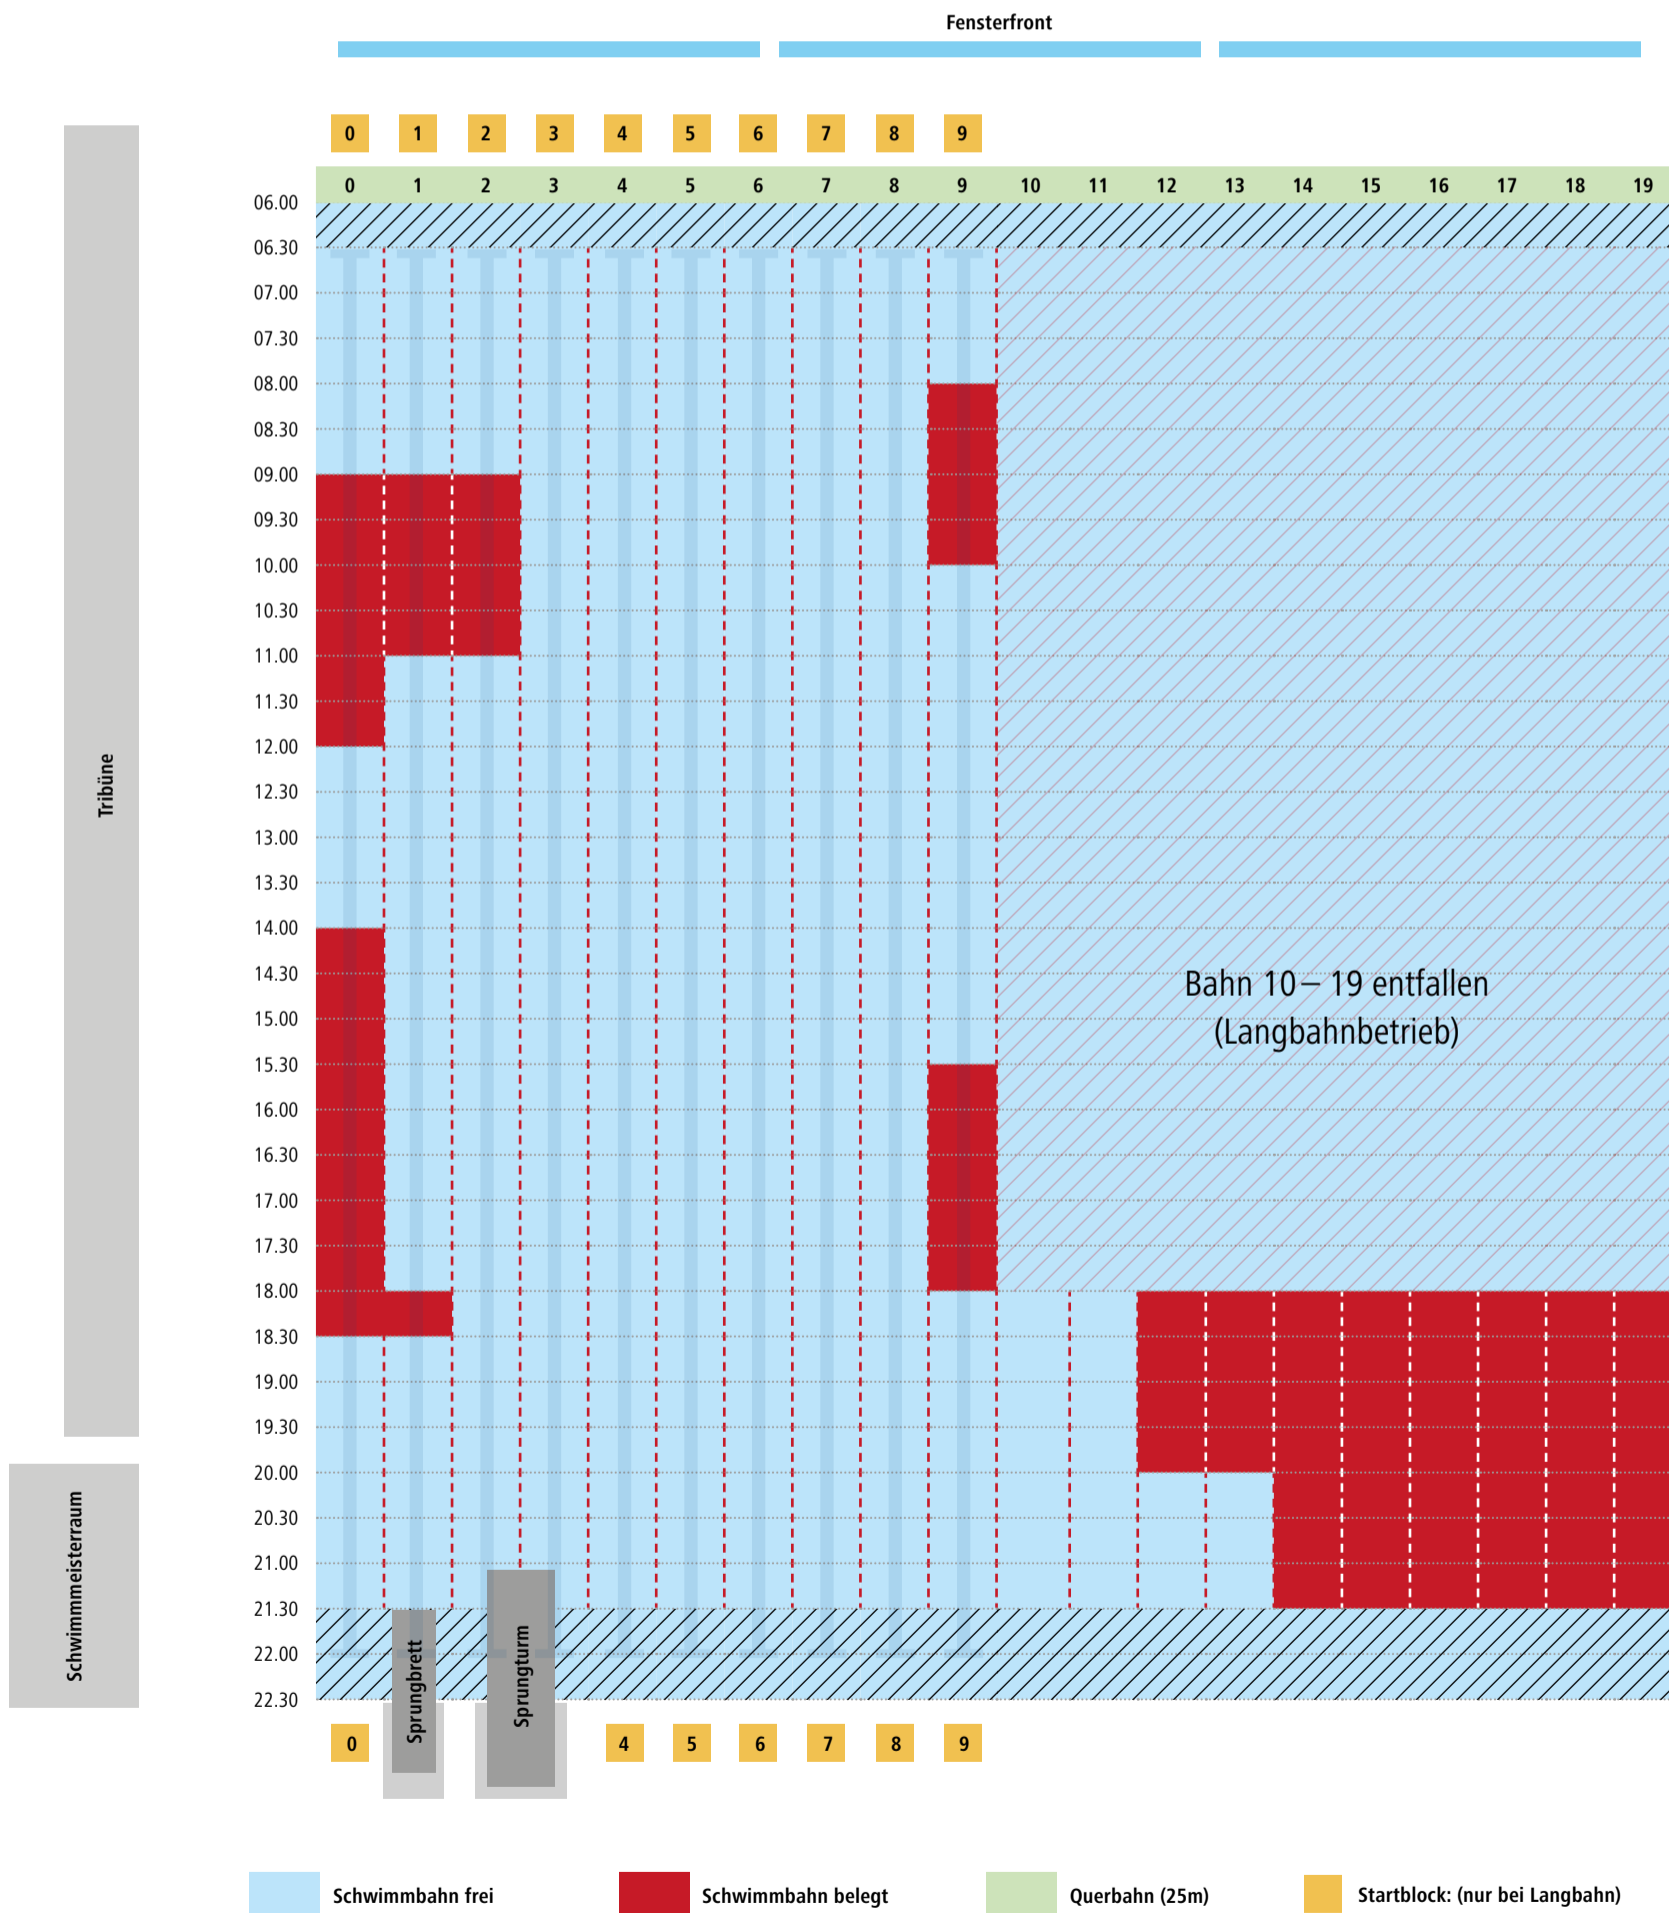 Fensterfront
0 1 2 3 4 5 6 7 8 9
0 1 2 3 4 5 6 7 8 9 10 11 12 13 14 15 16 17 18 19
06.00
06.30
07.00
07.30
08.00
08.30
09.00
09.30
10.00
10.30
11.00
11.30
12.00
12.30
13.00
13.30
14.00
14.30
15.00
15.30
16.00
16.30
17.00
17.30
18.00
18.30
19.00
19.30
20.00
20.30
21.00
21.30
22.00
22.30
Tribüne
Schwimmmeisterraum
Bahn 10 – 19 entfallen
(Langbahnbetrieb)
Sprungbrett
Sprungturm
0 4 5 6 7 8 9
Schwimmbahn frei
Schwimmbahn belegt
Querbahn (25m)
Startblock: (nur bei Langbahn)